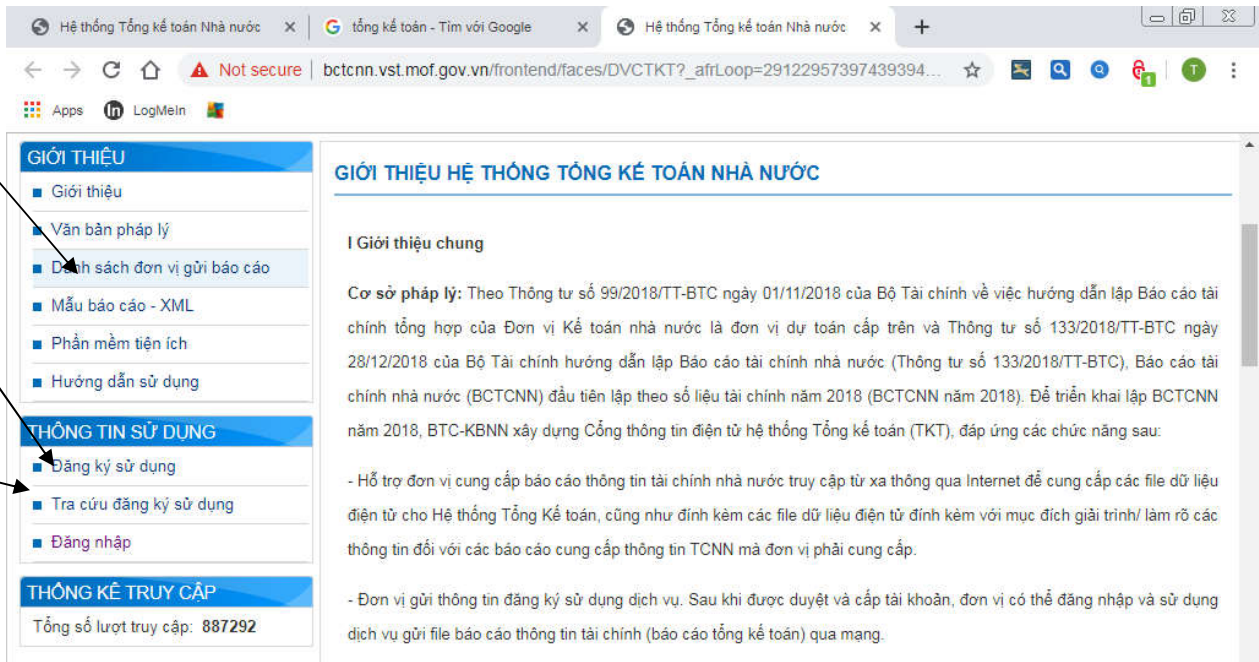 Hệ thống Tổng kế toán Nhà nước
tổng kế toán - Tìm với Google
Hệ thống Tổng kế toán Nhà nước
Not secure
bctcnn.vst.mof.gov.vn/frontend/faces/DVCTKT?_afrLoop=29122957397439394...
1
T
Apps
in
LogMeIn
GIỚI THIỆU
Giới thiệu
Văn bản pháp lý
Danh sách đơn vị gửi báo cáo
Mẫu báo cáo - XML
Phần mềm tiện ích
Hướng dẫn sử dụng
THÔNG TIN SỬ DỤNG
Đăng ký sử dụng
Tra cứu đăng ký sử dụng
Đăng nhập
THỐNG KÊ TRUY CẬP
Tổng số lượt truy cập: 887292
GIỚI THIỆU HỆ THỐNG TỔNG KẾ TOÁN NHÀ NƯỚC
I Giới thiệu chung
Cơ sở pháp lý: Theo Thông tư số 99/2018/TT-BTC ngày 01/11/2018 của Bộ Tài chính về việc hướng dẫn lập Báo cáo tài
chính tổng hợp của Đơn vị Kế toán nhà nước là đơn vị dự toán cấp trên và Thông tư số 133/2018/TT-BTC ngày
28/12/2018 của Bộ Tài chính hướng dẫn lập Báo cáo tài chính nhà nước (Thông tư số 133/2018/TT-BTC), Báo cáo tài
chính nhà nước (BCTCNN) đầu tiên lập theo số liệu tài chính năm 2018 (BCTCNN năm 2018). Để triển khai lập BCTCNN
năm 2018, BTC-KBNN xây dựng Cổng thông tin điện tử hệ thống Tổng kế toán (TKT), đáp ứng các chức năng sau:
- Hỗ trợ đơn vị cung cấp báo cáo thông tin tài chính nhà nước truy cập từ xa thông qua Internet để cung cấp các file dữ liệu
điện tử cho Hệ thống Tổng Kế toán, cũng như đính kèm các file dữ liệu điện tử đính kèm với mục đích giải trình/ làm rõ các
thông tin đối với các báo cáo cung cấp thông tin TCNN mà đơn vị phải cung cấp.
- Đơn vị gửi thông tin đăng ký sử dụng dịch vụ. Sau khi được duyệt và cấp tài khoản, đơn vị có thể đăng nhập và sử dụng
dịch vụ gửi file báo cáo thông tin tài chính (báo cáo tổng kế toán) qua mạng.